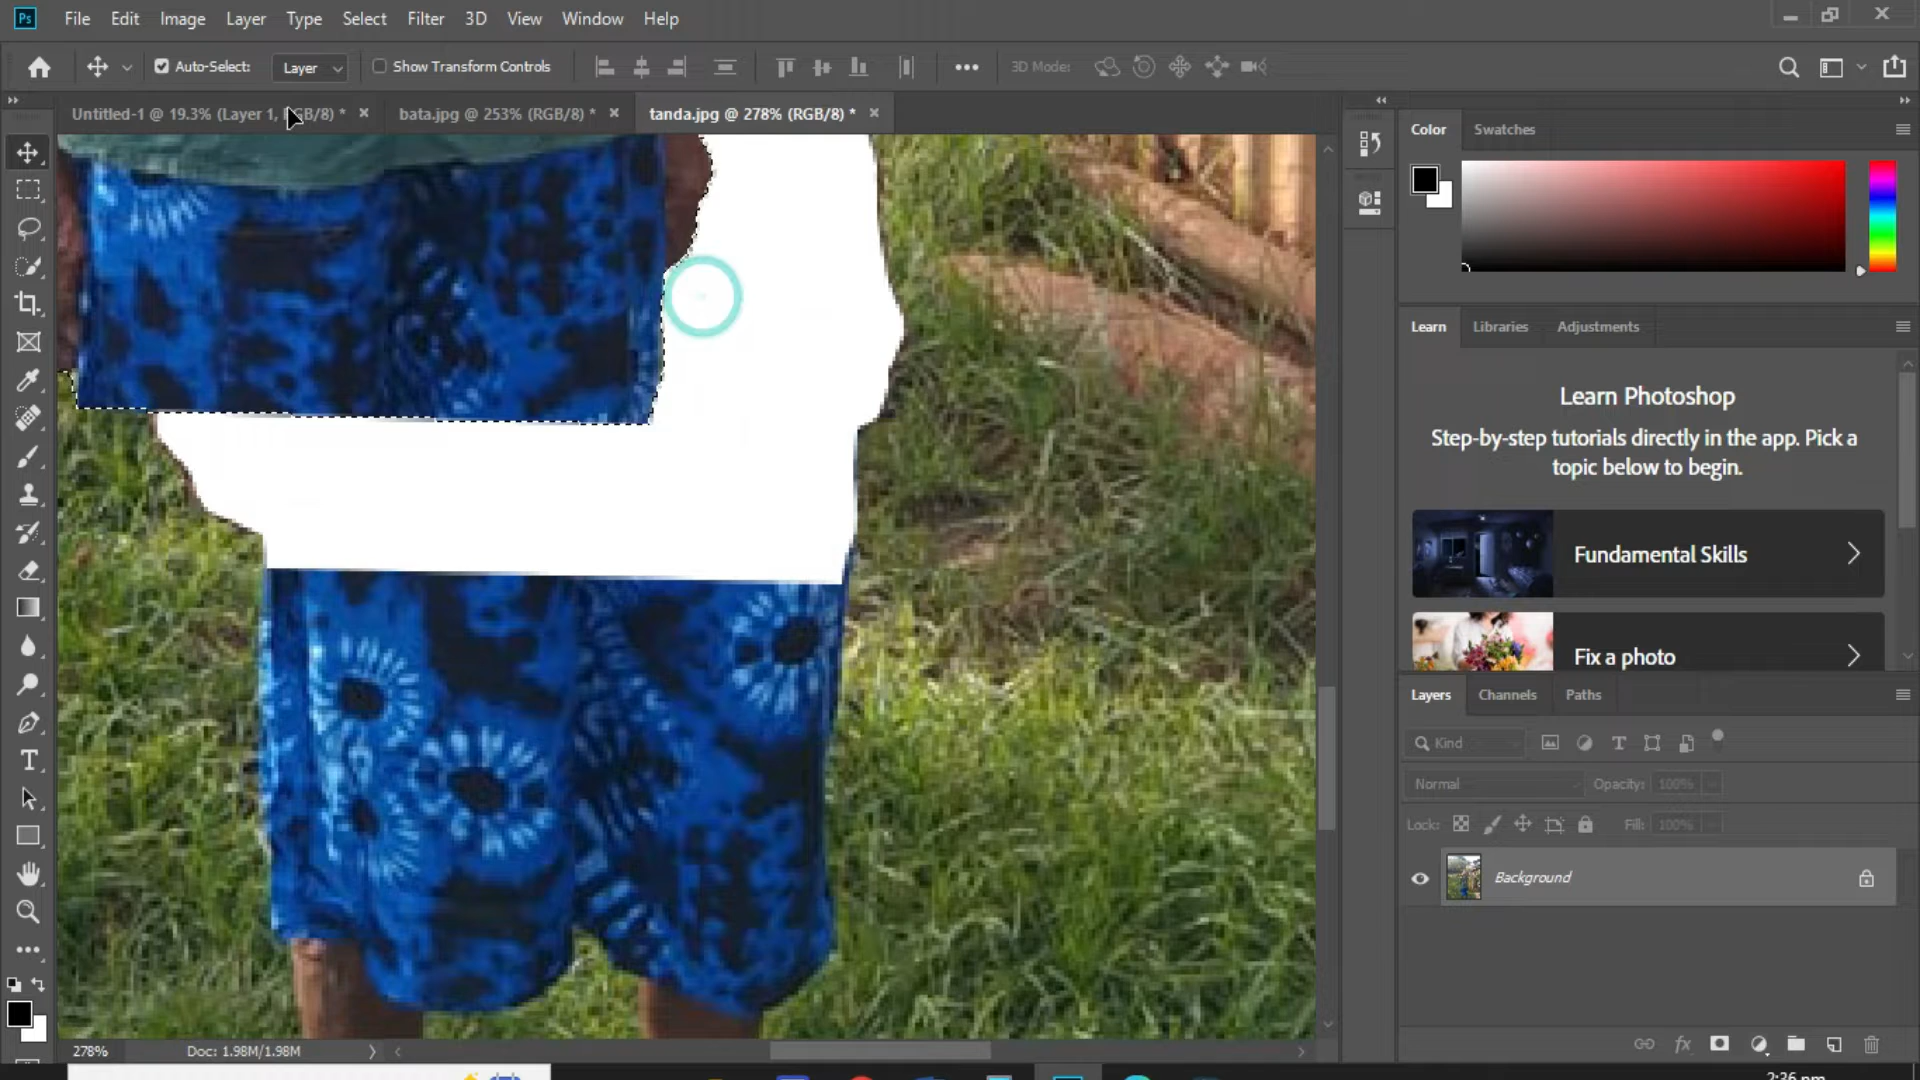 Ps File Edit Image Layer Type Select Filter 3D View Window Help
Auto-Select: Layer Show Transform Controls 3D Mode:
Untitled-1 @ 19.3% (Layer 1, RGB/8) * bata.jpg @ 253% (RGB/8) * tanda.jpg @ 278% (RGB/8) *
Color Swatches
Learn Libraries Adjustments
Learn Photoshop
Step-by-step tutorials directly in the app. Pick a
topic below to begin.
Fundamental Skills
Fix a photo
Layers Channels Paths
Kind
Normal Opacity: 100%
Lock: Fill: 100%
Background
278% Doc: 1.98M/1.98M
2:36 pm